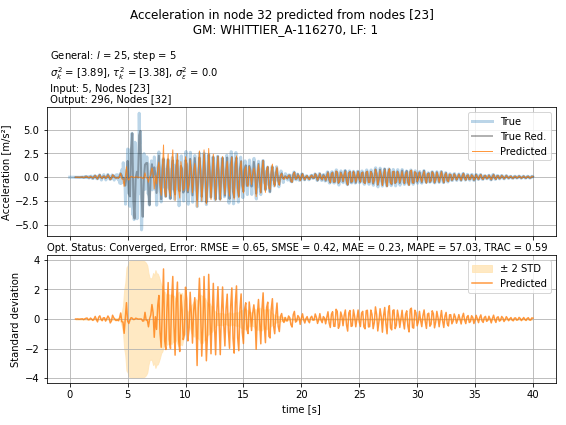 Acceleration in node 32 predicted from nodes [23]
GM: WHITTIER_A-116270, LF: 1
General: l = 25, step = 5
σ²ₖ = [3.89], τ²ₖ = [3.38], σ²ε = 0.0
Input: 5, Nodes [23]
Output: 296, Nodes [32]
Acceleration [m/s²]
5.0
2.5
0.0
−2.5
−5.0
True
True Red.
Predicted
Opt. Status: Converged, Error: RMSE = 0.65, SMSE = 0.42, MAE = 0.23, MAPE = 57.03, TRAC = 0.59
Standard deviation
4
2
0
−2
−4
± 2 STD
Predicted
0 5 10 15 20 25 30 35 40
time [s]